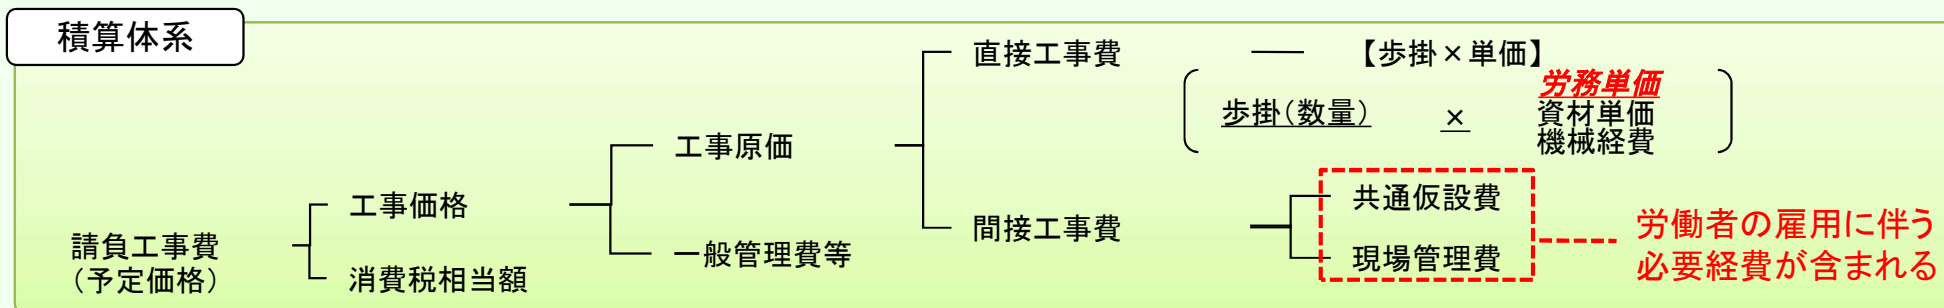 積算体系
直接工事費
【歩掛×単価】
労務単価
歩掛(数量) ×
資材単価
機械経費
工事原価
工事価格
共通仮設費
請負工事費
(予定価格)
一般管理費等
間接工事費
現場管理費
消費税相当額
労働者の雇用に伴う
必要経費が含まれる